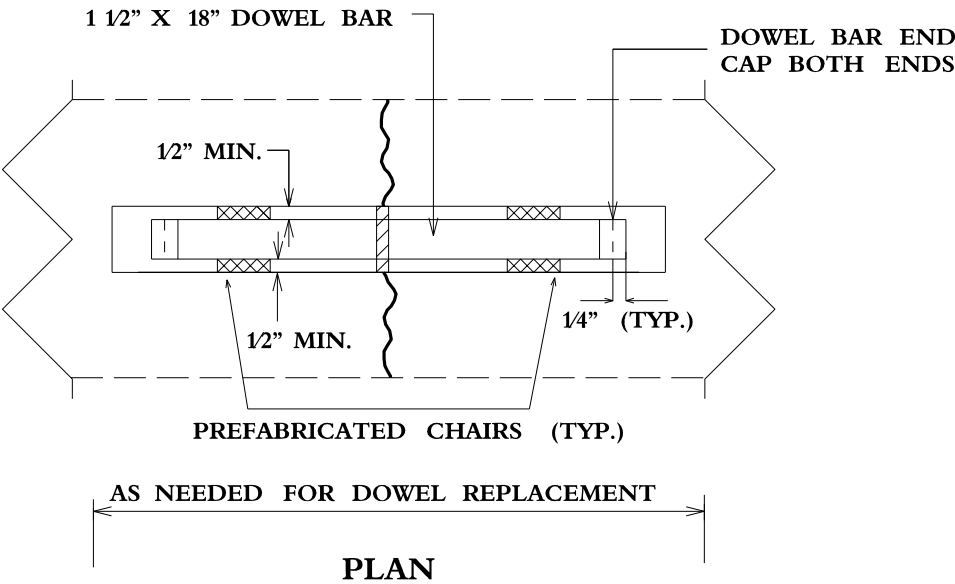 1 1/2” X 18” DOWEL BAR
DOWEL BAR END
CAP BOTH ENDS
1/2” MIN.
1/4” (TYP.)
1/2” MIN.
PREFABRICATED CHAIRS (TYP.)
AS NEEDED FOR DOWEL REPLACEMENT
PLAN